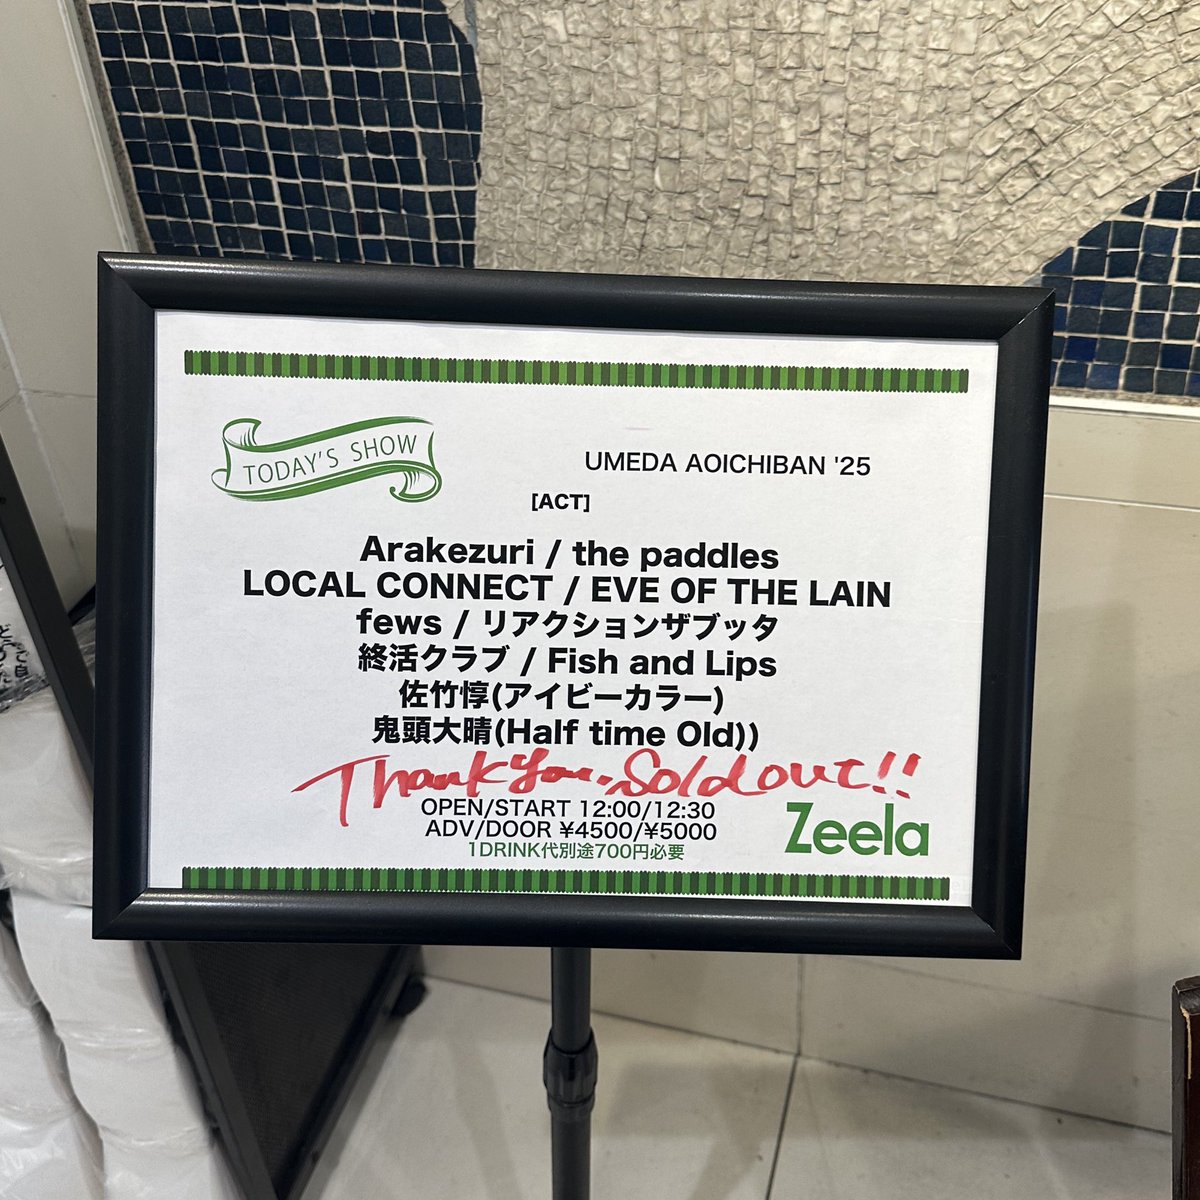 TODAY'S SHOW
UMEDA AOICHIBAN '25
[ACT]
Arakezuri / the paddles
LOCAL CONNECT / EVE OF THE LAIN
fews / リアクションザブッタ
終活クラブ / Fish and Lips
佐竹惇(アイビーカラー)
鬼頭大晴(Half time Old))
Thank you, Sold out!!
OPEN/START 12:00/12:30
ADV/DOOR ¥4500/¥5000
1DRINK代別途700円必要
Zeela